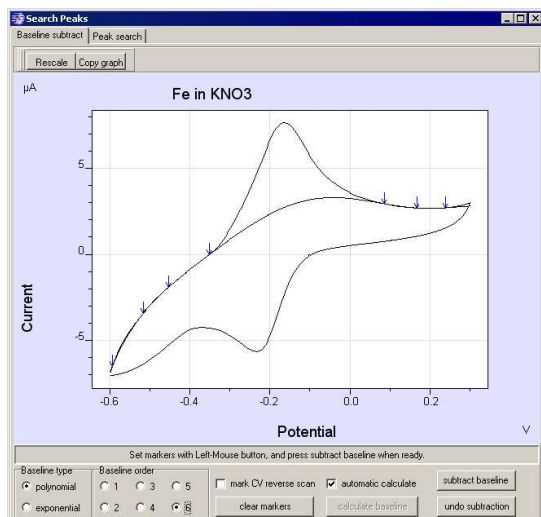 Search Peaks
Baseline subtract Peak search
Rescale Copy graph
µA
Fe in KNO3
5
0
-5
Current
-0.6 -0.4 -0.2 0.0 0.2
Potential
V
Set markers with Left-Mouse button, and press subtract baseline when ready.
Baseline type Baseline order
polynomial 1 3 5 mark CV reverse scan automatic calculate subtract baseline
exponential 2 4 6 clear markers calculate baseline undo subtraction